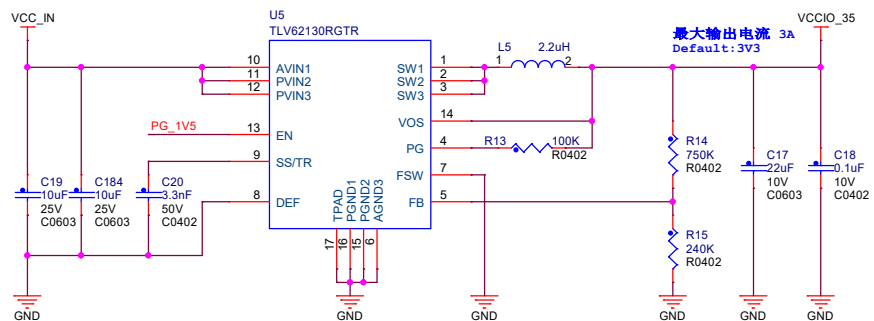 VCC_IN
U5
TLV62130RGTR
VCCIO_35
最大输出电流 3A
Default:3V3
10
AVIN1
11
PVIN2
12
PVIN3
13
EN
PG_1V5
9
SS/TR
8
DEF
SW1
1
SW2
2
SW3
3
VOS
14
PG
4
FSW
7
FB
5
TPAD
PGND1
PGND2
AGND3
17
16
15
6
L5
1
2.2uH
2
R13
100K
R0402
R14
750K
R0402
R15
240K
R0402
C19
10uF
25V
C0603
C184
10uF
25V
C0603
C20
3.3nF
50V
C0402
C17
22uF
10V
C0603
C18
0.1uF
10V
C0402
GND
GND
GND
GND
GND
GND